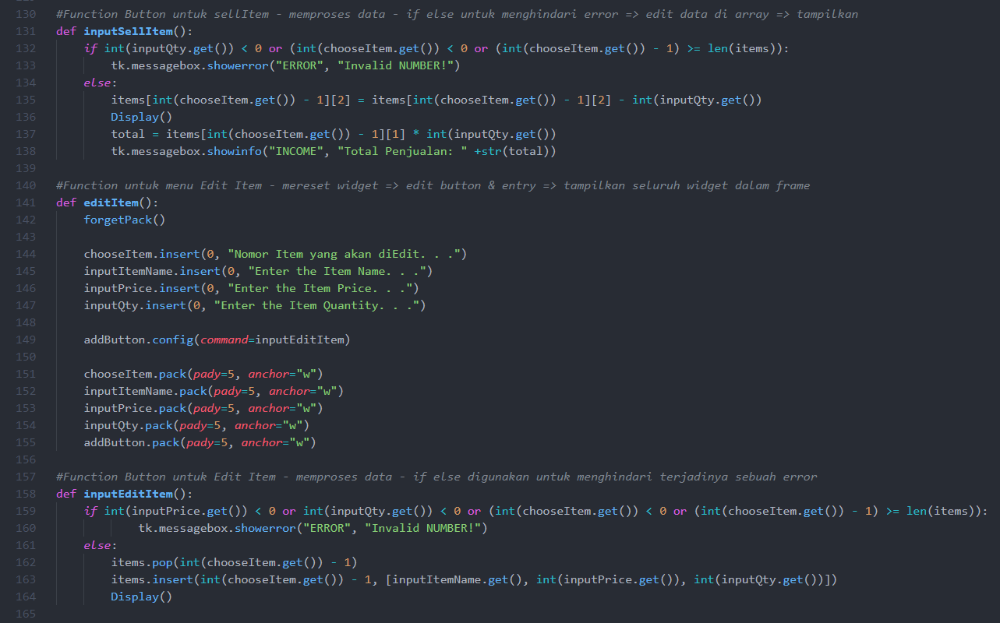 130 #Function Button untuk sellItem - memproses data - if else untuk menghindari error => edit data di array => tampilkan
131 def inputSellItem():
132     if int(inputQty.get()) < 0 or (int(chooseItem.get()) < 0 or (int(chooseItem.get()) - 1) >= len(items)):
133         tk.messagebox.showerror("ERROR", "Invalid NUMBER!")
134     else:
135         items[int(chooseItem.get()) - 1][2] = items[int(chooseItem.get()) - 1][2] - int(inputQty.get())
136         Display()
137         total = items[int(chooseItem.get()) - 1][1] * int(inputQty.get())
138         tk.messagebox.showinfo("INCOME", "Total Penjualan: " +str(total))
139
140 #Function untuk menu Edit Item - mereset widget => edit button & entry => tampilkan seluruh widget dalam frame
141 def editItem():
142     forgetPack()
143
144     chooseItem.insert(0, "Nomor Item yang akan diEdit. . .")
145     inputItemName.insert(0, "Enter the Item Name. . .")
146     inputPrice.insert(0, "Enter the Item Price. . .")
147     inputQty.insert(0, "Enter the Item Quantity. . .")
148
149     addButton.config(command=inputEditItem)
150
151     chooseItem.pack(pady=5, anchor="w")
152     inputItemName.pack(pady=5, anchor="w")
153     inputPrice.pack(pady=5, anchor="w")
154     inputQty.pack(pady=5, anchor="w")
155     addButton.pack(pady=5, anchor="w")
156
157 #Function Button untuk Edit Item - memproses data - if else digunakan untuk menghindari terjadinya sebuah error
158 def inputEditItem():
159     if int(inputPrice.get()) < 0 or int(inputQty.get()) < 0 or (int(chooseItem.get()) < 0 or (int(chooseItem.get()) - 1) >= len(items)):
160             tk.messagebox.showerror("ERROR", "Invalid NUMBER!")
161     else:
162         items.pop(int(chooseItem.get()) - 1)
163         items.insert(int(chooseItem.get()) - 1, [inputItemName.get(), int(inputPrice.get()), int(inputQty.get())])
164         Display()
165